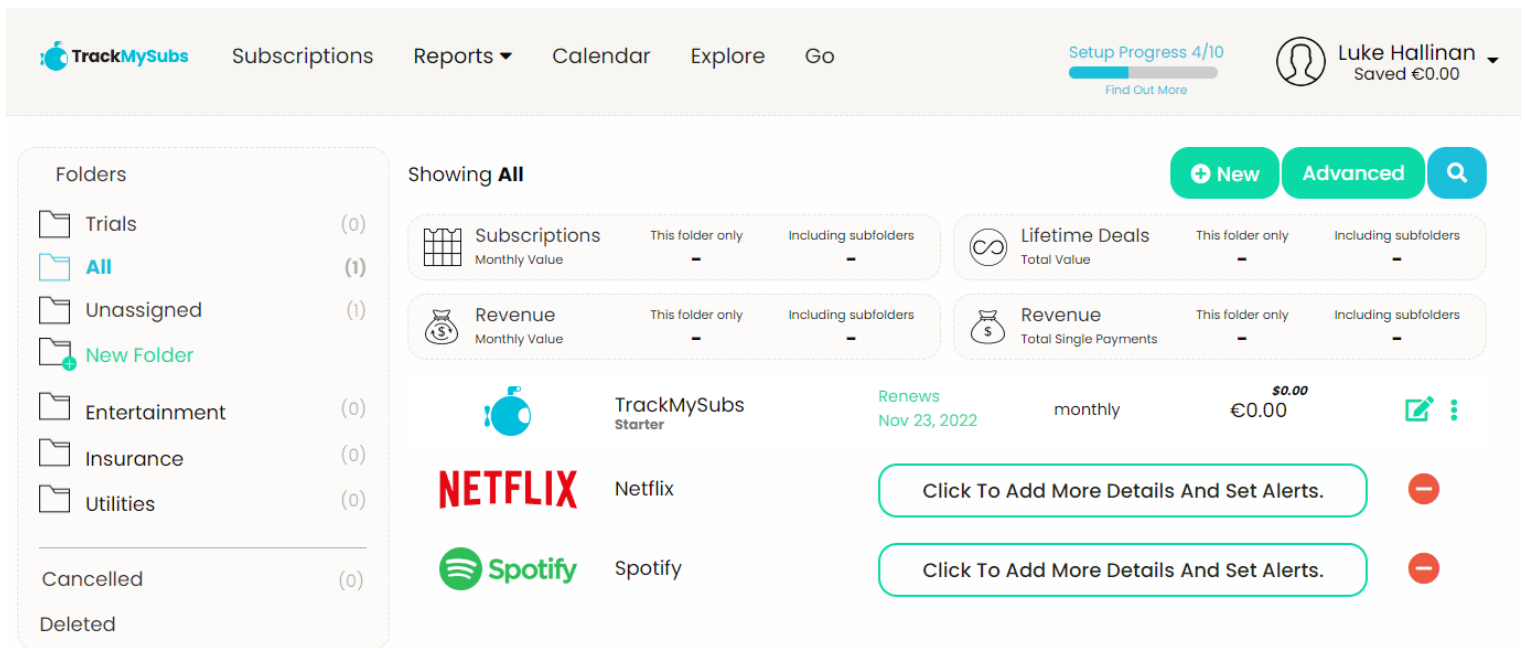 TrackMySubs Subscriptions Reports Calendar Explore Go
Setup Progress 4/10
Find Out More
Luke Hallinan
Saved €0.00
Folders
Trials (0)
All (1)
Unassigned (1)
New Folder
Entertainment (0)
Insurance (0)
Utilities (0)
Cancelled (0)
Deleted
Showing All
New Advanced
Subscriptions This folder only Including subfolders
Monthly Value - -
Lifetime Deals This folder only Including subfolders
Total Value - -
Revenue This folder only Including subfolders
Monthly Value - -
Revenue This folder only Including subfolders
Total Single Payments - -
TrackMySubs
Starter
Renews
Nov 23, 2022
monthly
$0.00
€0.00
NETFLIX Netflix Click To Add More Details And Set Alerts.
Spotify Spotify Click To Add More Details And Set Alerts.